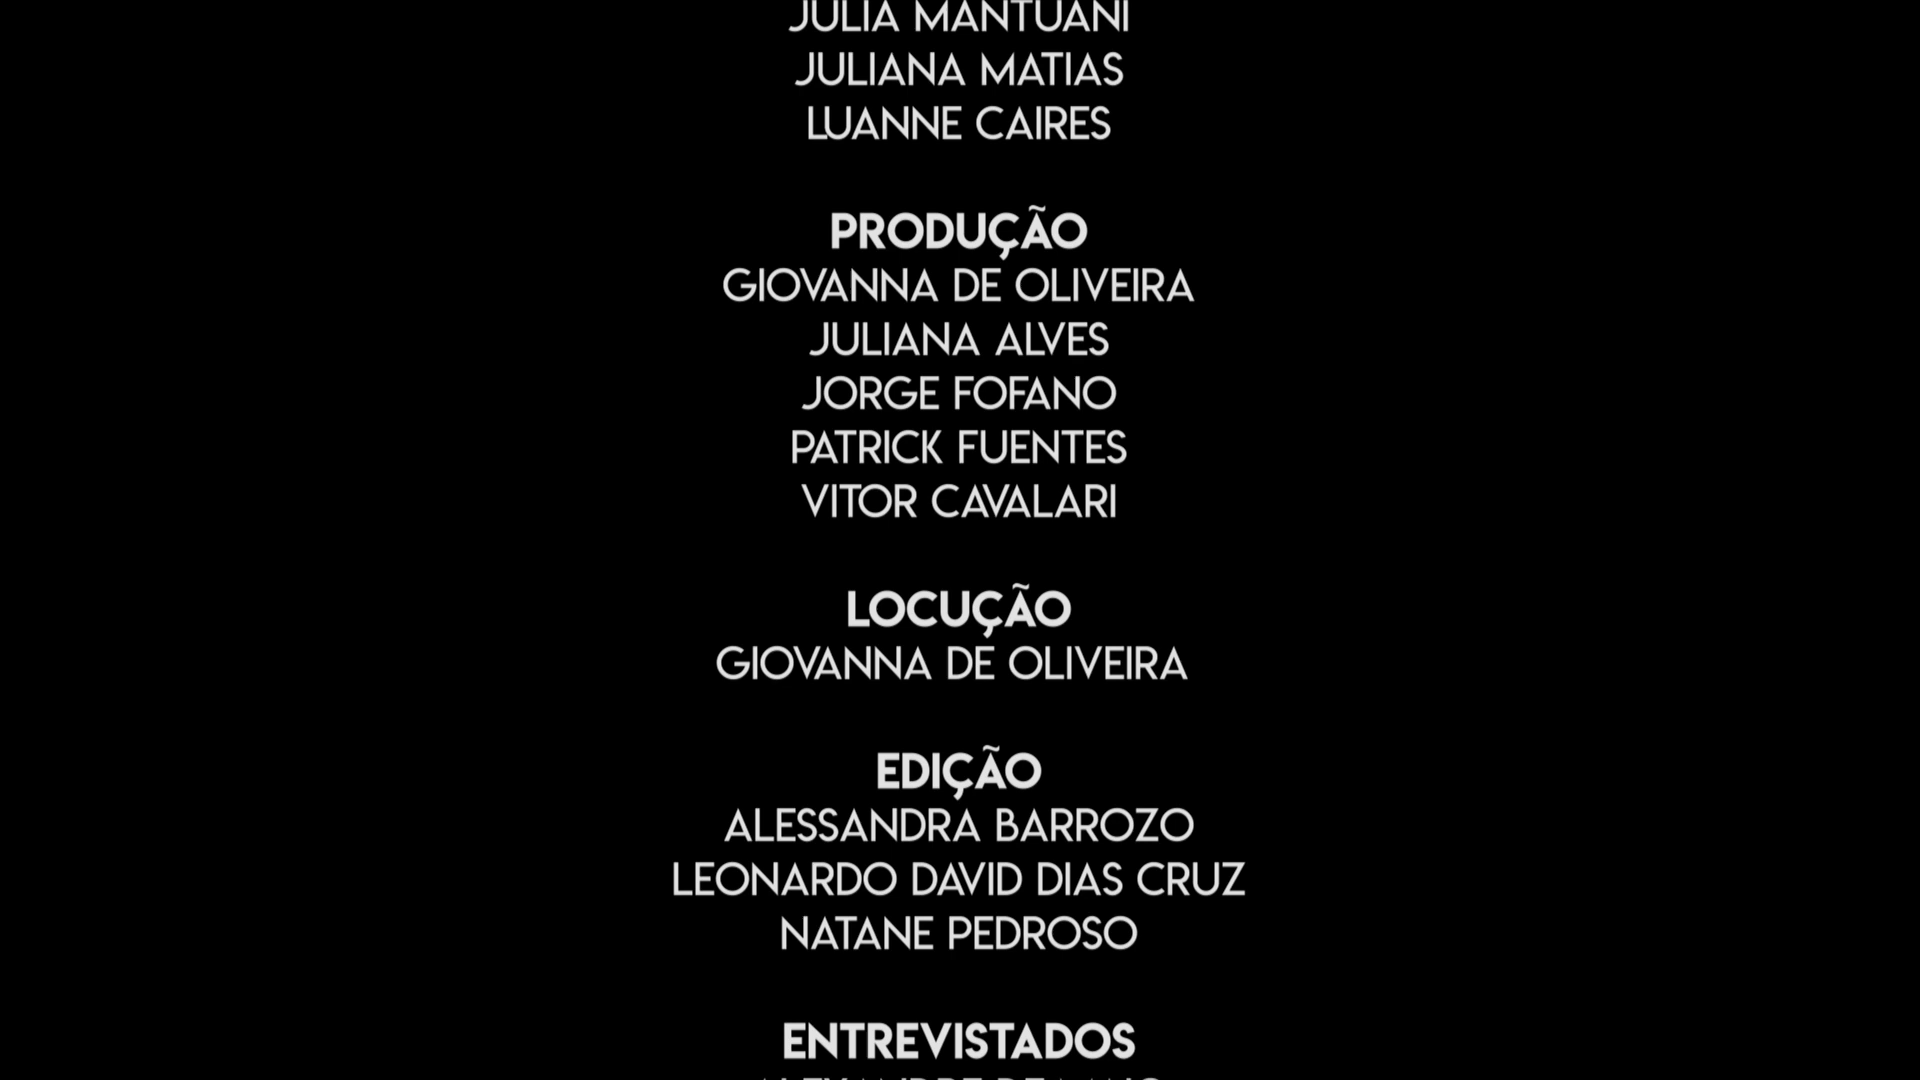 JULIA MANTUANI
JULIANA MATIAS
LUANNE CAIRES
PRODUÇÃO
GIOVANNA DE OLIVEIRA
JULIANA ALVES
JORGE FOFANO
PATRICK FUENTES
VITOR CAVALARI
LOCUÇÃO
GIOVANNA DE OLIVEIRA
EDIÇÃO
ALESSANDRA BARROZO
LEONARDO DAVID DIAS CRUZ
NATANE PEDROSO
ENTREVISTADOS